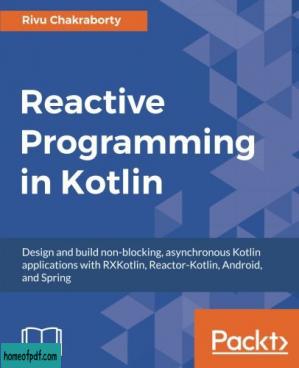 Rivu Chakraborty
Reactive
Programming
in Kotlin
Design and build non-blocking, asynchronous Kotlin
applications with RXKotlin, Reactor-Kotlin, Android,
and Spring
Packt>
homeofpdf.com